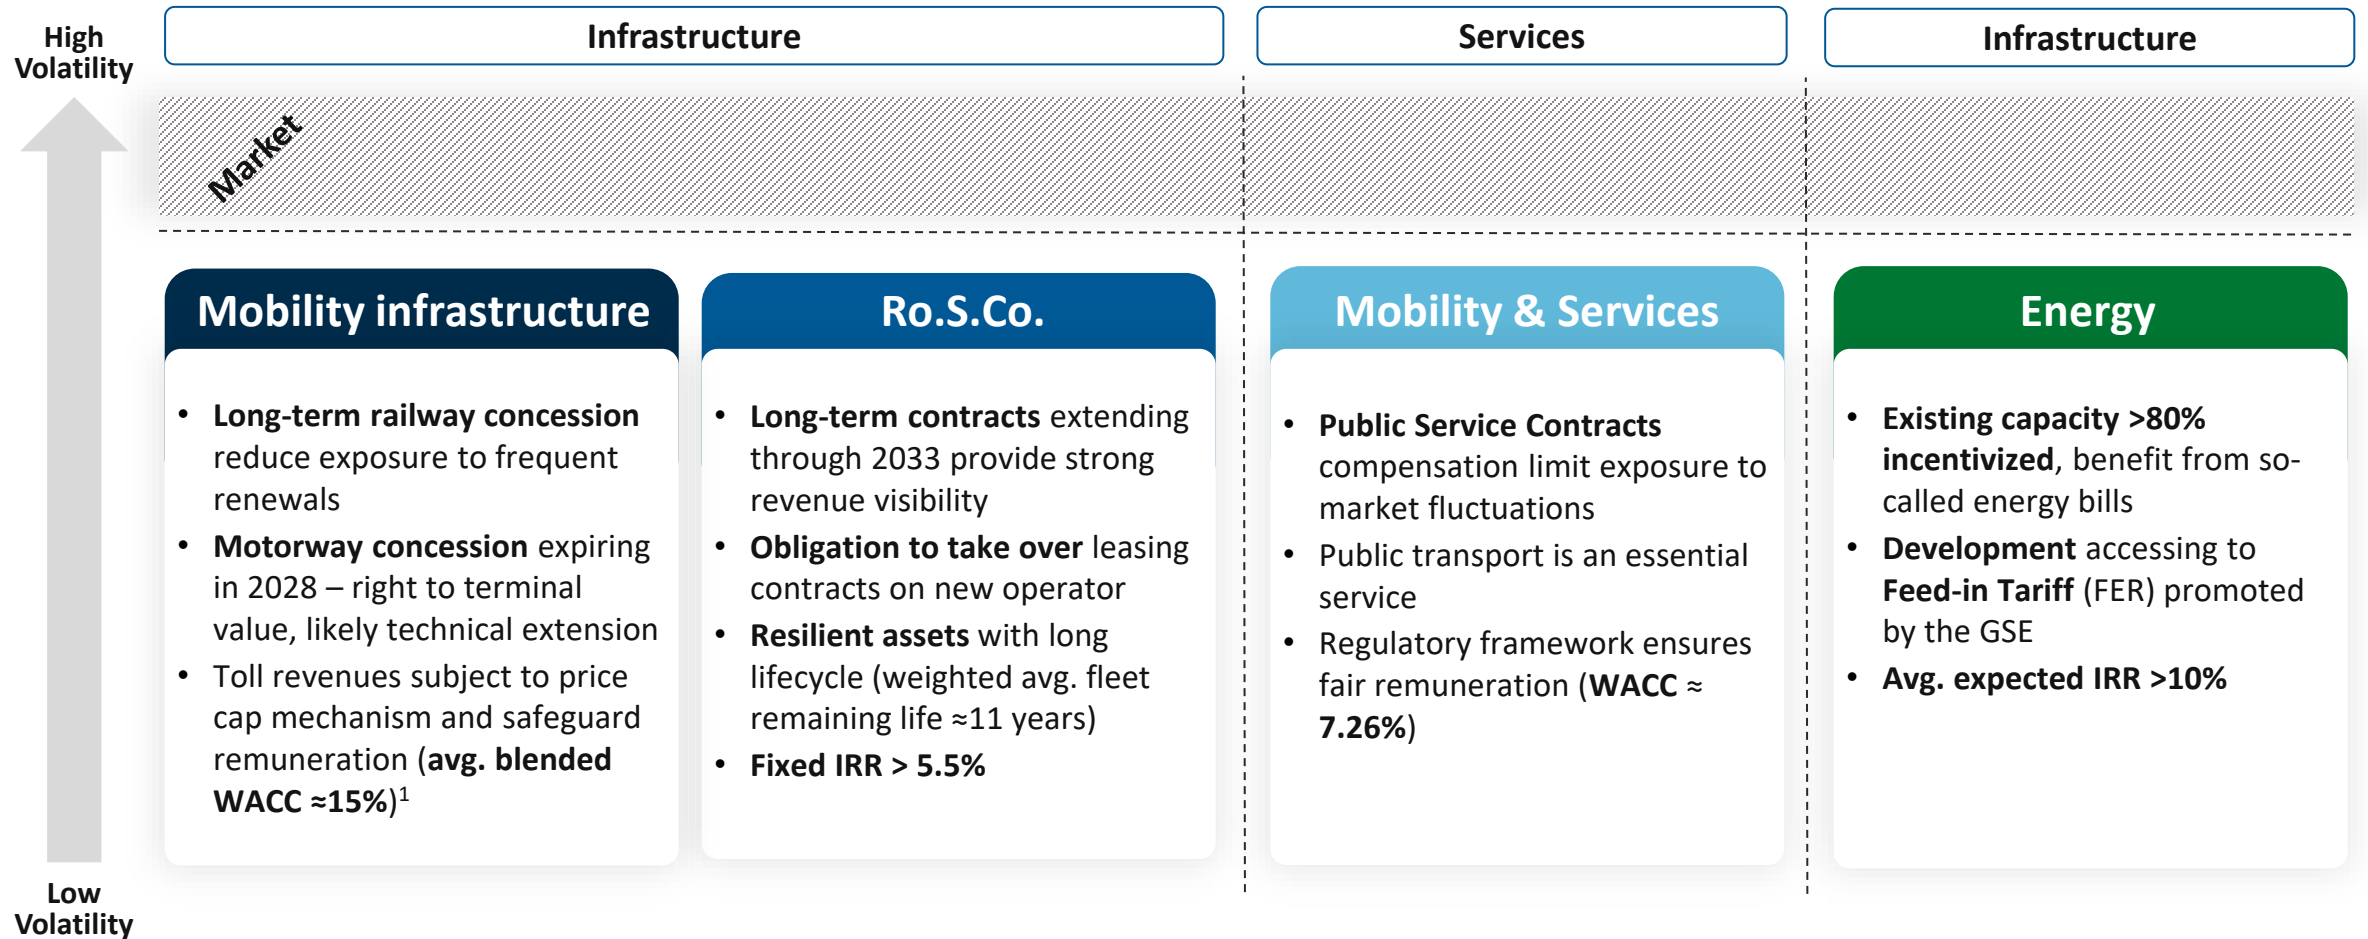 High
Volatility
Infrastructure
Services
Infrastructure
Market
Mobility infrastructure
• Long-term railway concession
reduce exposure to frequent
renewals
• Motorway concession expiring
in 2028 – right to terminal
value, likely technical extension
• Toll revenues subject to price
cap mechanism and safeguard
remuneration (avg. blended
WACC ≈15%)¹
Ro.S.Co.
• Long-term contracts extending
through 2033 provide strong
revenue visibility
• Obligation to take over leasing
contracts on new operator
• Resilient assets with long
lifecycle (weighted avg. fleet
remaining life ≈11 years)
• Fixed IRR > 5.5%
Mobility & Services
• Public Service Contracts
compensation limit exposure to
market fluctuations
• Public transport is an essential
service
• Regulatory framework ensures
fair remuneration (WACC ≈
7.26%)
Energy
• Existing capacity >80%
incentivized, benefit from so-
called energy bills
• Development accessing to
Feed-in Tariff (FER) promoted
by the GSE
• Avg. expected IRR >10%
Low
Volatility